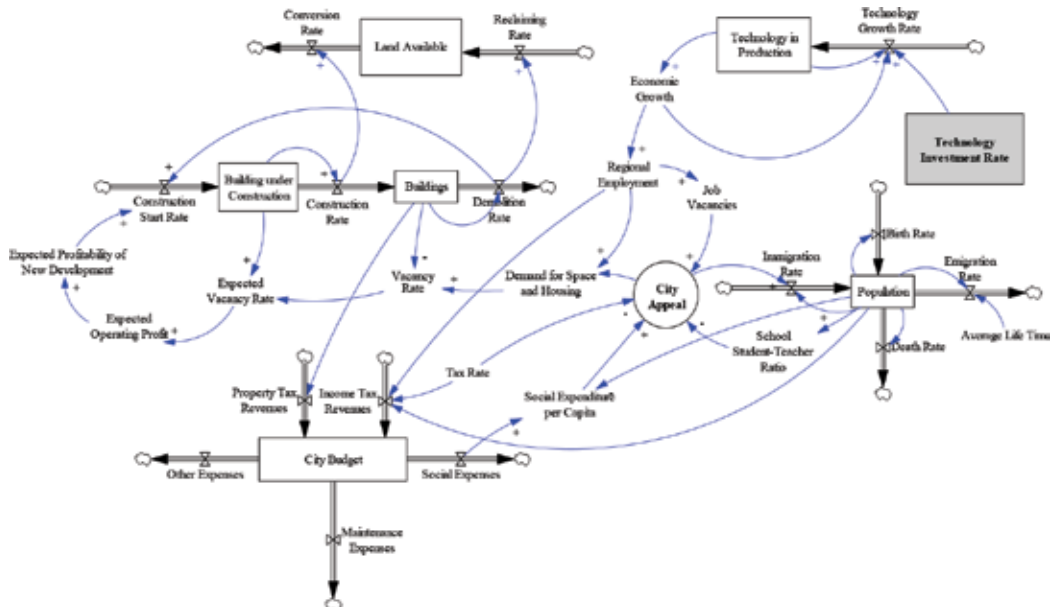 Conversion
Rate
Land Available
Reclaiming
Rate
Technology in
Production
Technology
Growth Rate
Economic
Growth
Technology
Investment Rate
Construction
Start Rate
Building under
Construction
Construction
Rate
Buildings
Demolition
Rate
Regional
Employment
Job
Vacancies
Birth Rate
Expected Profitability of
New Development
Expected
Vacancy Rate
Vacancy
Rate
Demand for Space
and Housing
City
Appeal
Inmigration
Rate
Population
Emigration
Rate
Expected
Operating Profit
School
Student-Teacher
Ratio
Death Rate
Average Life Time
Tax Rate
Property Tax
Revenues
Income Tax
Revenues
Social Expenditure
per Capita
City Budget
Other Expenses
Social Expenses
Maintenance
Expenses